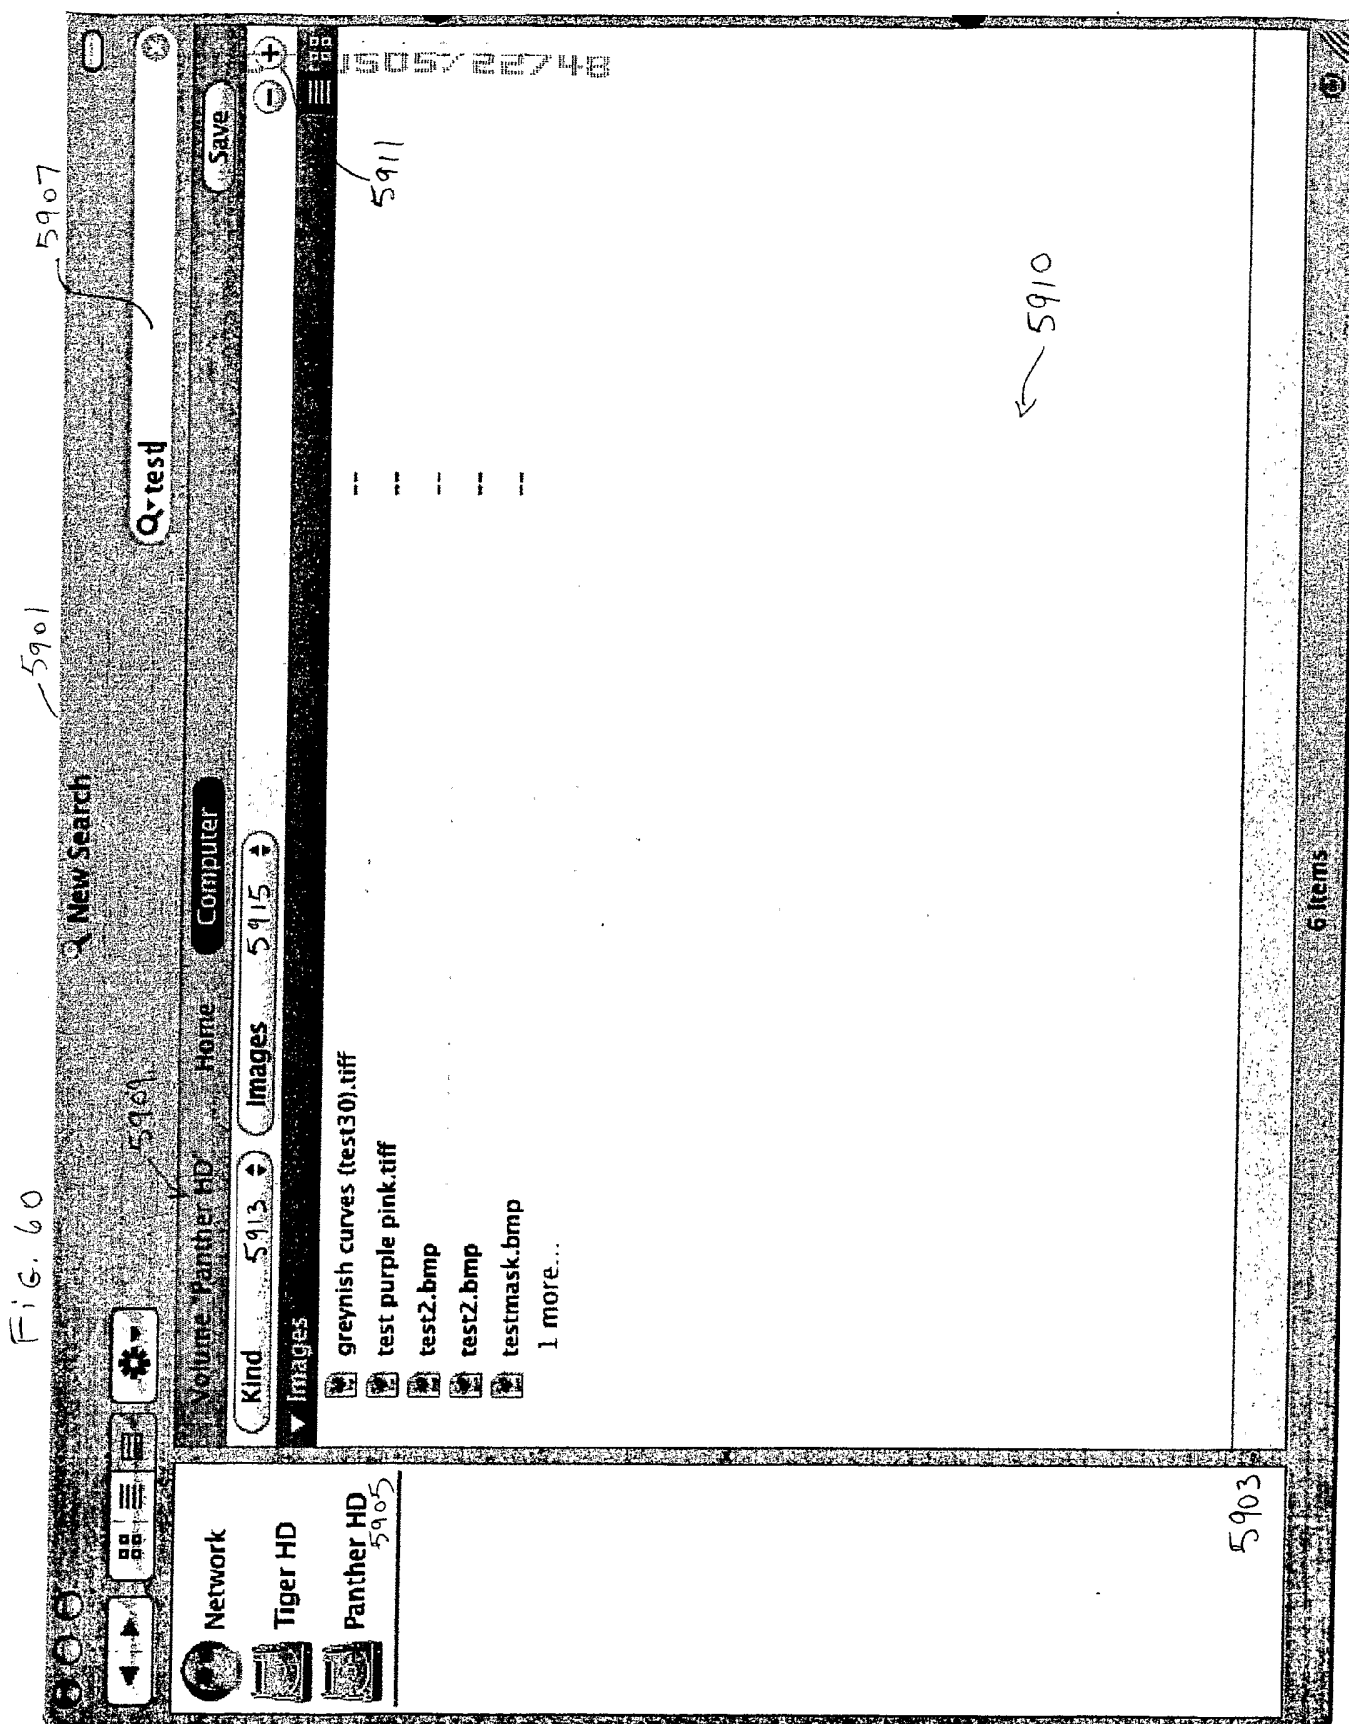 Fig. 60
5901
5907
New Search
test
5909
Volume "Panther HD" Home Computer Save
Kind 5913 Images 5915
Images
5911
greynish curves (test30).tiff --
test purple pink.tiff --
test2.bmp --
test2.bmp --
testmask.bmp --
1 more...
Network
Tiger HD
Panther HD
5905
5903
5910
6 items
US05/22748